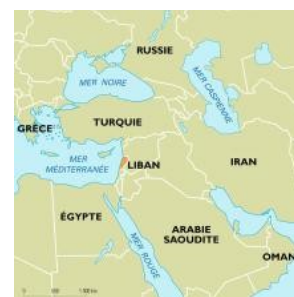 RUSSIE
MER NOIRE
MER CASPIENNE
GRÈCE
TURQUIE
MER
MÉDITERRANÉE
LIBAN
IRAN
ÉGYPTE
ARABIE
SAOUDITE
MER ROUGE
OMAN